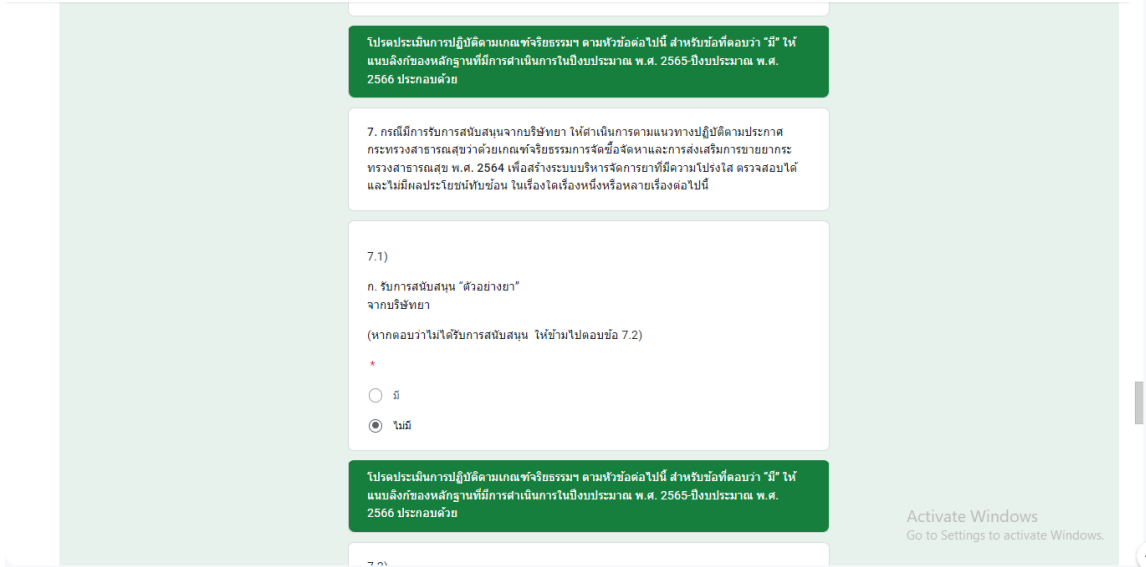 โปรดประเมินการปฏิบัติตามเกณฑ์จริยธรรมฯ ตามหัวข้อต่อไปนี้ สำหรับข้อที่ตอบว่า “มี” ให้
แนบลิงก์ของหลักฐานที่มีการดำเนินการในปีงบประมาณ พ.ศ. 2565-ปีงบประมาณ พ.ศ.
2566 ประกอบด้วย
7. กรณีมีการรับการสนับสนุนจากบริษัทยา ให้ดำเนินการตามแนวทางปฏิบัติตามประกาศ
กระทรวงสาธารณสุขว่าด้วยเกณฑ์จริยธรรมการจัดซื้อจัดหาและการส่งเสริมการขายยากระ
ทรวงสาธารณสุข พ.ศ. 2564 เพื่อสร้างระบบบริหารจัดการยาที่มีความโปร่งใส ตรวจสอบได้
และไม่มีผลประโยชน์ทับซ้อน ในเรื่องใดเรื่องหนึ่งหรือหลายเรื่องต่อไปนี้
7.1)
ก. รับการสนับสนุน “ตัวอย่างยา”
จากบริษัทยา
(หากตอบว่าไม่ได้รับการสนับสนุน ให้ข้ามไปตอบข้อ 7.2)
*
มี
ไม่มี
โปรดประเมินการปฏิบัติตามเกณฑ์จริยธรรมฯ ตามหัวข้อต่อไปนี้ สำหรับข้อที่ตอบว่า “มี” ให้
แนบลิงก์ของหลักฐานที่มีการดำเนินการในปีงบประมาณ พ.ศ. 2565-ปีงบประมาณ พ.ศ.
2566 ประกอบด้วย
Activate Windows
Go to Settings to activate Windows.
7.2)